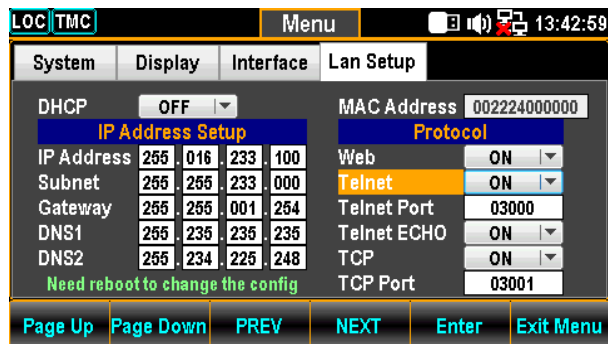 LOC TMC Menu 13:42:59
System Display Interface Lan Setup
DHCP OFF MAC Address 002224000000
IP Address Setup Protocol
IP Address 255 . 016 . 233 . 100 Web ON
Subnet 255 . 255 . 233 . 000 Telnet ON
Gateway 255 . 255 . 001 . 254 Telnet Port 03000
DNS1 255 . 235 . 235 . 235 Telnet ECHO ON
DNS2 255 . 234 . 225 . 248 TCP ON
Need reboot to change the config TCP Port 03001
Page Up Page Down PREV NEXT Enter Exit Menu